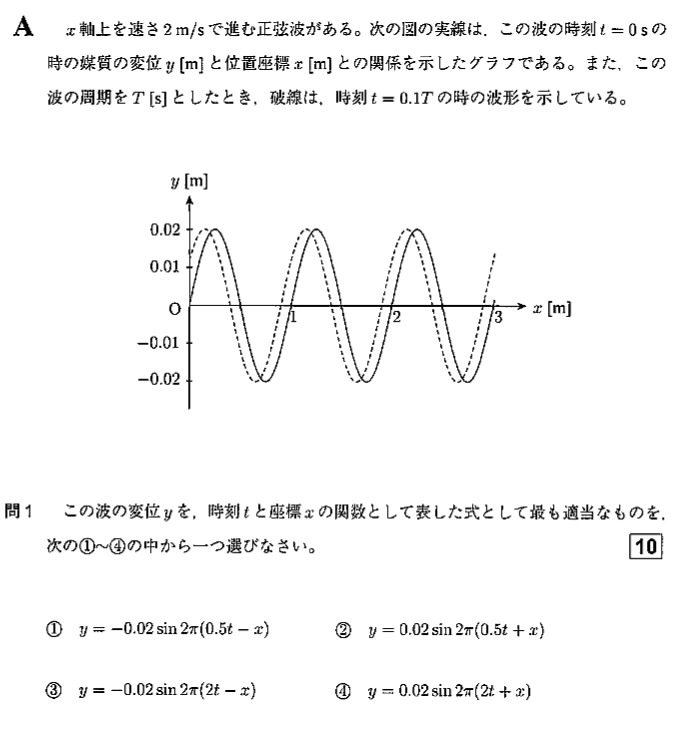 A x軸上を速さ 2 m/s で進む正弦波がある。次の図の実線は，この波の時刻 t = 0 s の
時の媒質の変位 y [m] と位置座標 x [m] との関係を示したグラフである。また，この
波の周期を T [s] としたとき，破線は，時刻 t = 0.1T の時の波形を示している。
y [m]
0.02
0.01
O
1
2
3
x [m]
−0.01
−0.02
問1 この波の変位 y を，時刻 t と座標 x の関数として表した式として最も適当なものを，
次の①～④の中から一つ選びなさい。 10
① y = −0.02 sin 2π(0.5t − x) ② y = 0.02 sin 2π(0.5t + x)
③ y = −0.02 sin 2π(2t − x) ④ y = 0.02 sin 2π(2t + x)